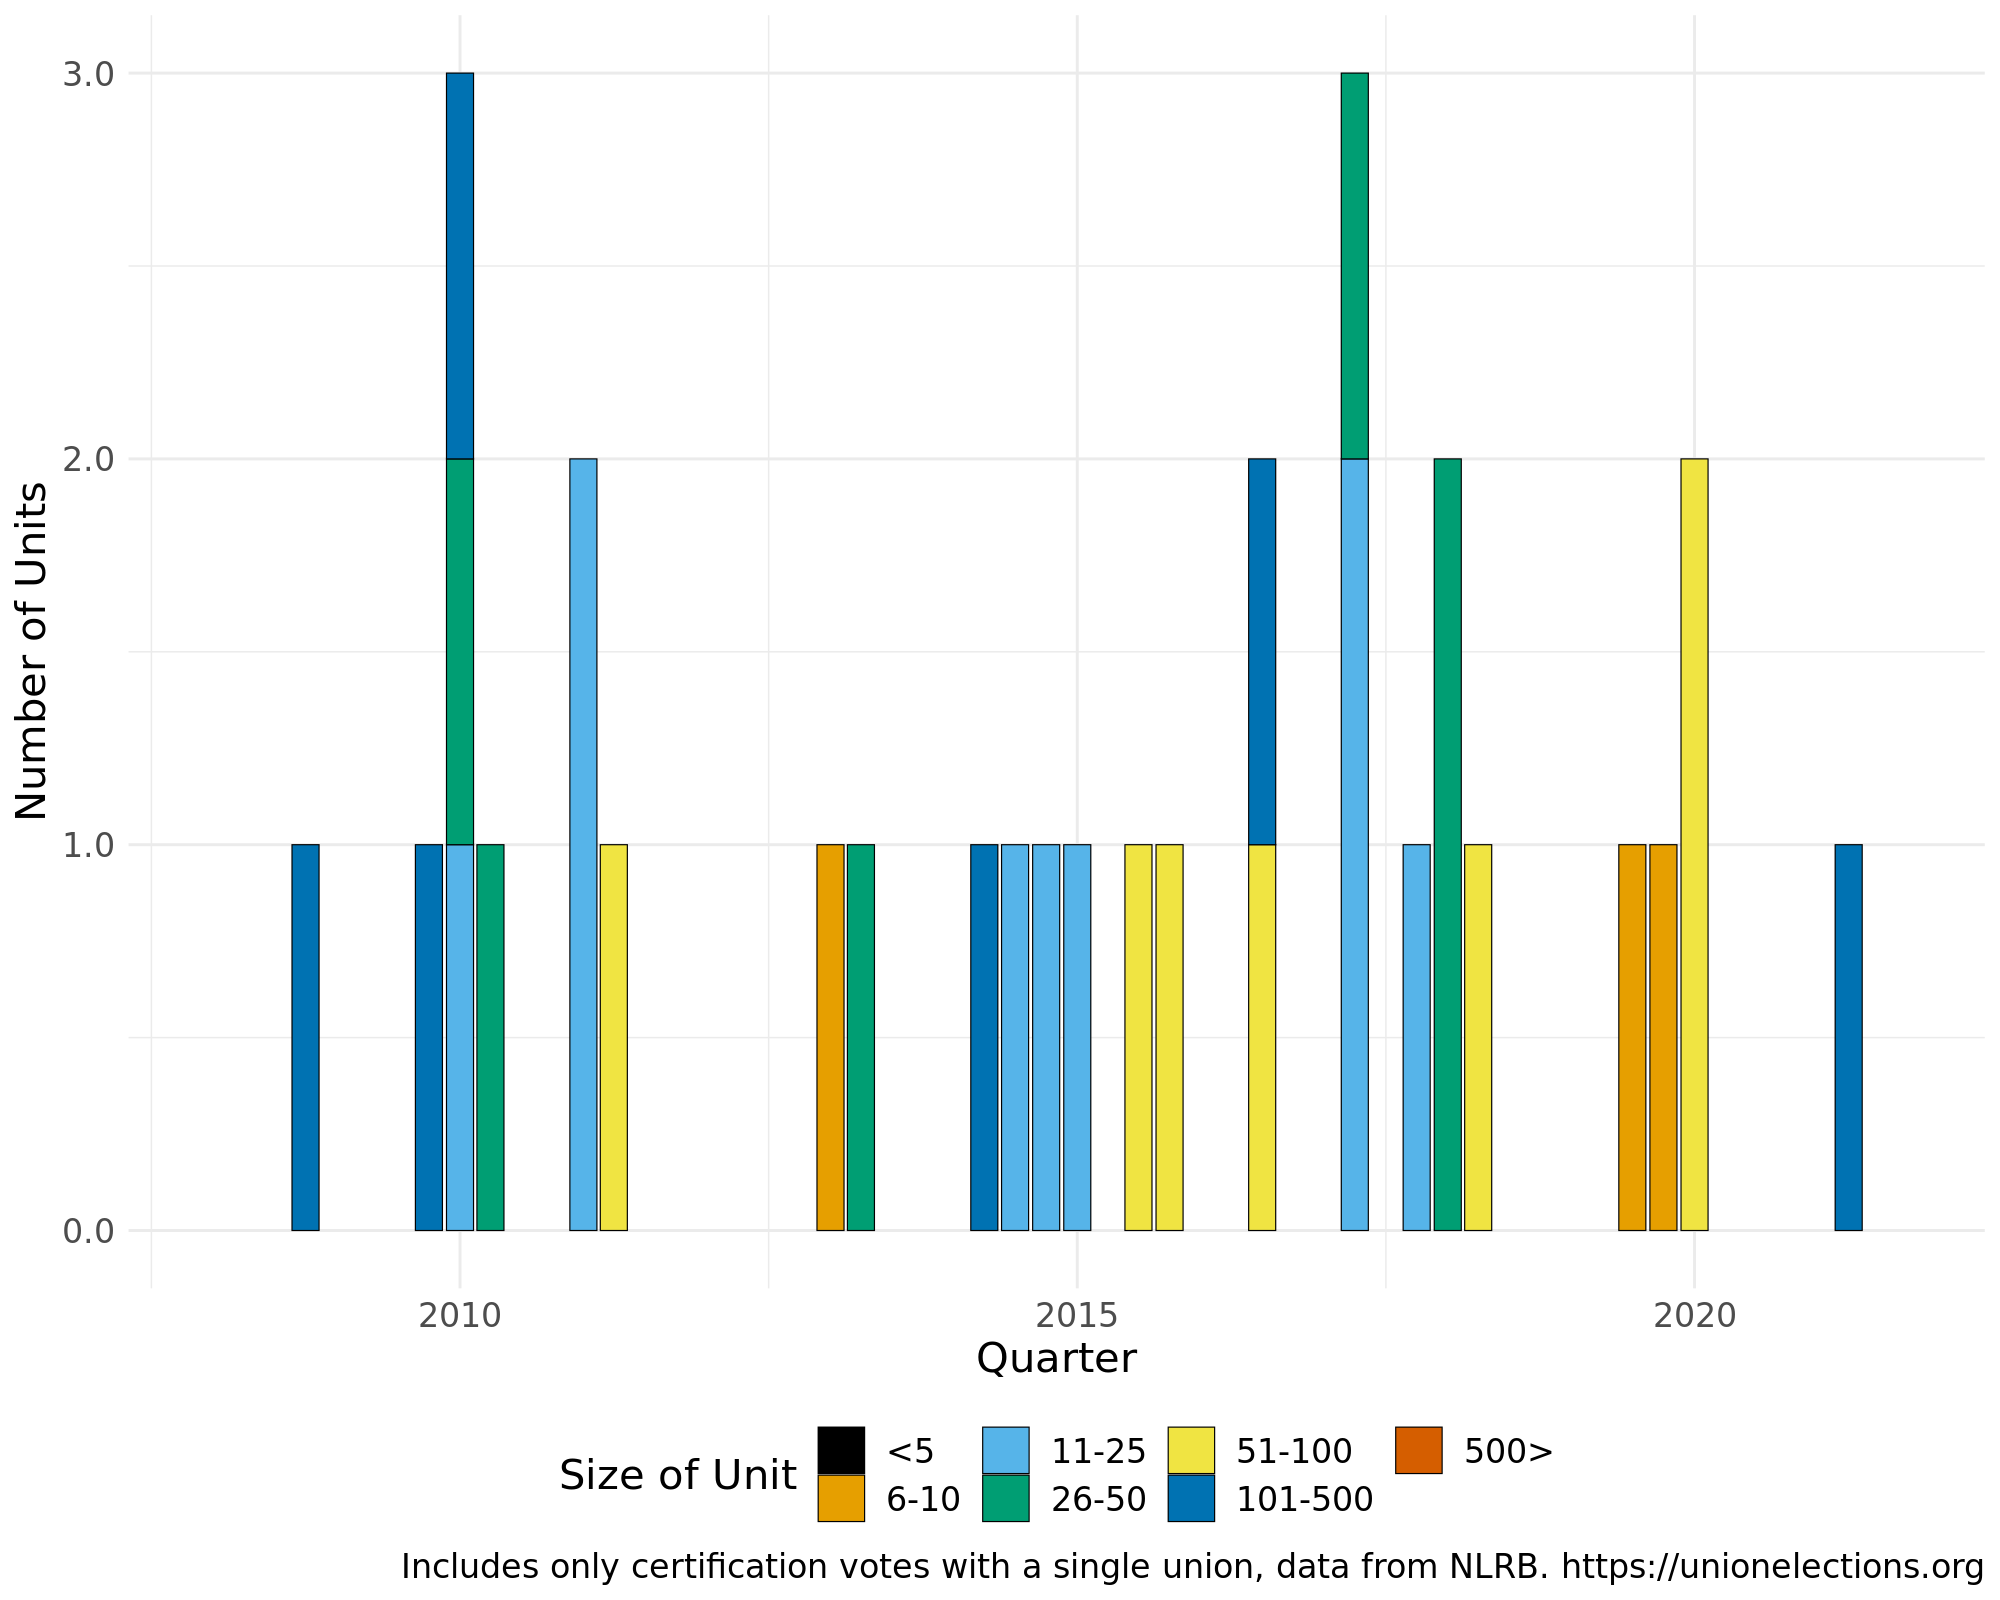 3.0
2.0
1.0
0.0
Number of Units
2010 2015 2020
Quarter
Size of Unit
<5 11-25 51-100 500>
6-10 26-50 101-500
Includes only certification votes with a single union, data from NLRB. https://unionelections.org